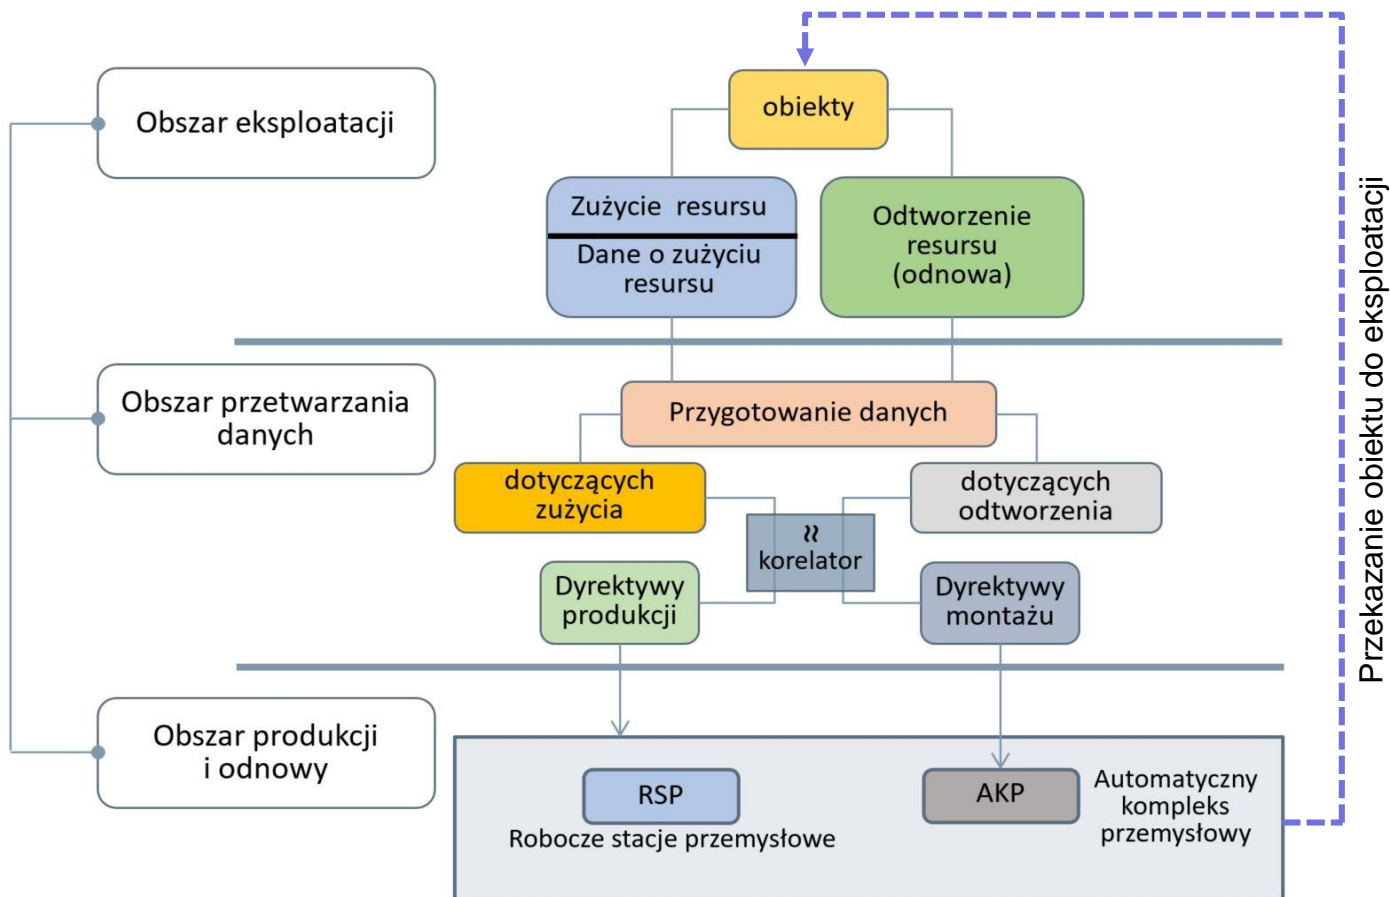 obiekty
Obszar eksploatacji
Zużycie resursu
Dane o zużyciu
resursu
Odtworzenie
resursu
(odnowa)
Obszar przetwarzania
danych
Przygotowanie danych
dotyczących
zużycia
dotyczących
odtworzenia
≈
korelator
Dyrektywy
produkcji
Dyrektywy
montażu
Obszar produkcji
i odnowy
RSP
Robocze stacje przemysłowe
AKP
Automatyczny
kompleks
przemysłowy
Przekazanie obiektu do eksploatacji